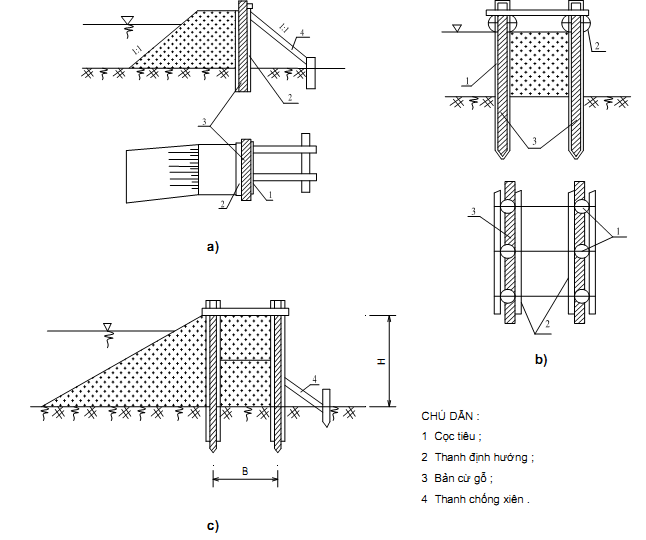 1:1
1:1
4
2
3
2
1
a)
1
2
3
3
1
2
b)
4
H
B
c)
CHÚ DẪN :
1 Cọc tiêu ;
2 Thanh định hướng ;
3 Bản cừ gỗ ;
4 Thanh chống xiên .